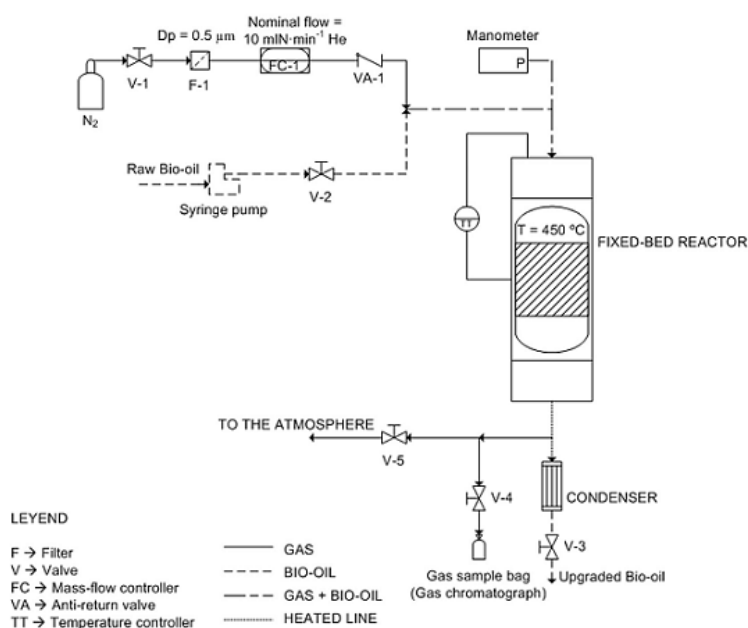 Nominal flow =
10 mlN·min⁻¹ He
Dp = 0.5 µm
Manometer
P
FC-1
V-1
F-1
VA-1
N₂
Raw Bio-oil
Syringe pump
V-2
TT
T = 450 ºC
FIXED-BED REACTOR
TO THE ATMOSPHERE
V-5
V-4
CONDENSER
V-3
Gas sample bag
(Gas chromatograph)
Upgraded Bio-oil
LEYEND
F → Filter
V → Valve
FC → Mass-flow controller
VA → Anti-return valve
TT → Temperature controller
GAS
BIO-OIL
GAS + BIO-OIL
HEATED LINE